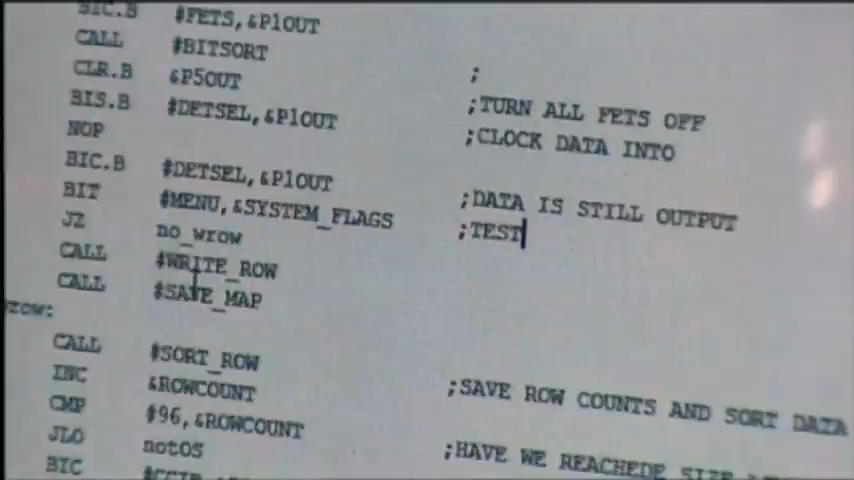 BIC.B #FETS,&P1OUT
CALL #BITSORT ;
CLR.B &P5OUT ;TURN ALL FETS OFF
BIS.B #DETSEL,&P1OUT ;CLOCK DATA INTO
NOP
BIC.B #DETSEL,&P1OUT ;DATA IS STILL OUTPUT
BIT #MENU,&SYSTEM_FLAGS ;TEST
JZ no_wrow
CALL #WRITE_ROW
CALL #SAVE_MAP
row:
CALL #SORT_ROW
INC &ROWCOUNT ;SAVE ROW COUNTS AND SORT DATA
CMP #96,&ROWCOUNT
JLO notOS ;HAVE WE REACHEDE SIZE
BIC